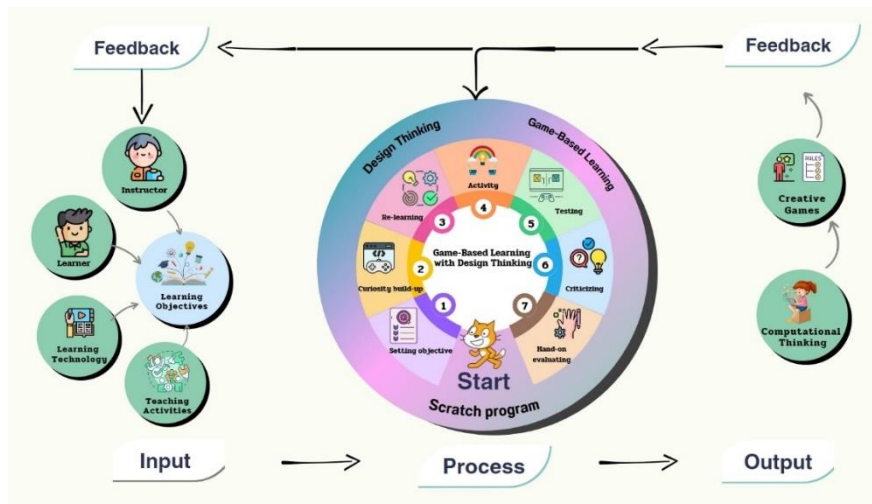 Feedback
Feedback
Instructor
Learner
Learning
Objectives
Learning
Technology
Teaching
Activities
Design Thinking
Game-Based Learning
Activity
Re-learning
Testing
3
4
5
Game-Based Learning
with Design Thinking
Curiosity build-up
2
6
Criticizing
1
7
Setting objective
Hand-on
evaluating
Start
Scratch program
RULES
Creative
Games
Computational
Thinking
Input
Process
Output